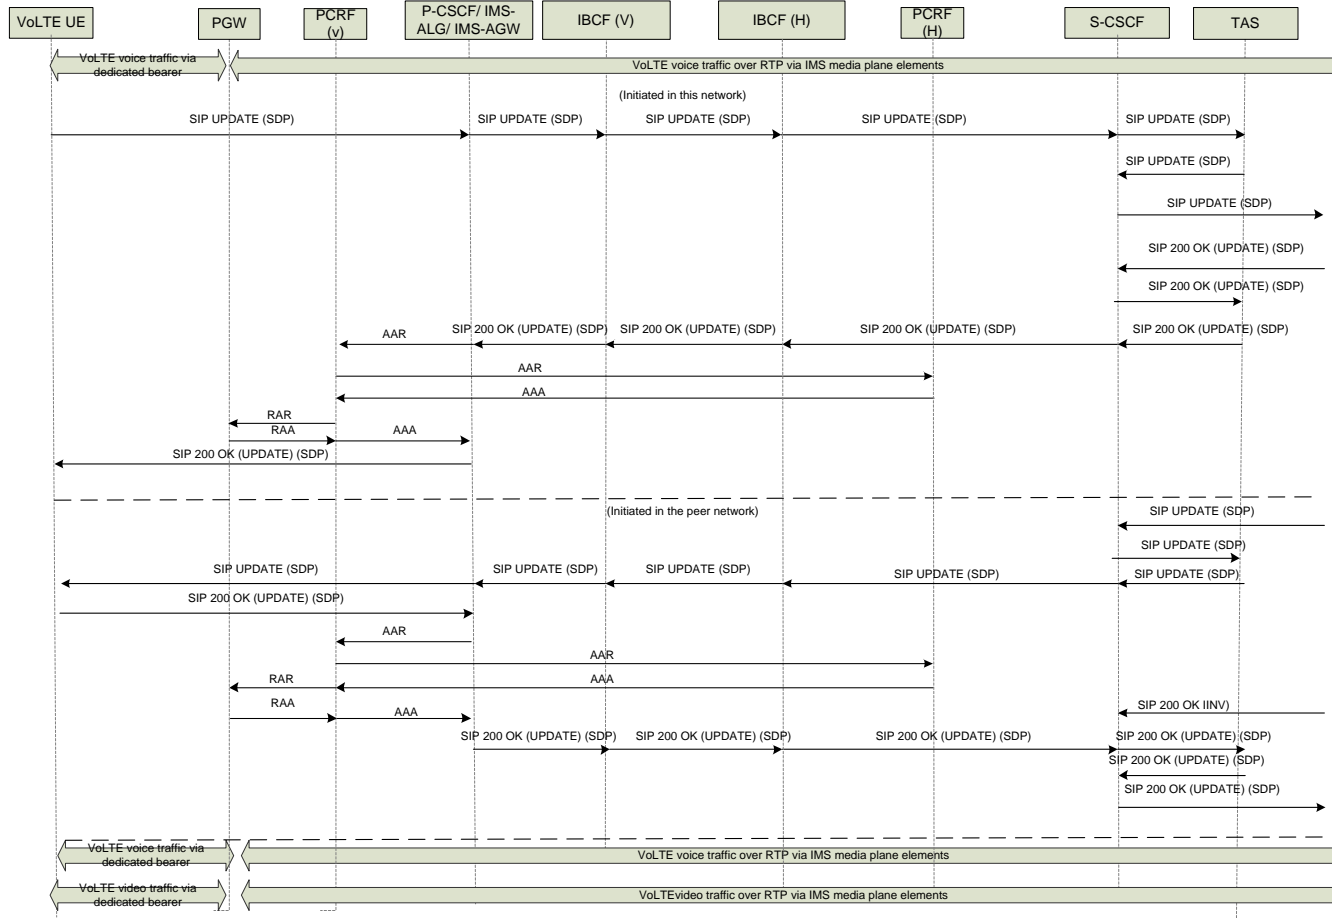 VoLTE UE
PGW
PCRF
(v)
P-CSCF/ IMS-
ALG/ IMS-AGW
IBCF (V)
IBCF (H)
PCRF
(H)
S-CSCF
TAS
VoLTE voice traffic via
dedicated bearer
VoLTE voice traffic over RTP via IMS media plane elements
(Initiated in this network)
SIP UPDATE (SDP)
SIP UPDATE (SDP)
SIP UPDATE (SDP)
SIP UPDATE (SDP)
SIP UPDATE (SDP)
SIP UPDATE (SDP)
SIP UPDATE (SDP)
SIP 200 OK (UPDATE) (SDP)
SIP 200 OK (UPDATE) (SDP)
AAR
SIP 200 OK (UPDATE) (SDP)
SIP 200 OK (UPDATE) (SDP)
SIP 200 OK (UPDATE) (SDP)
SIP 200 OK (UPDATE) (SDP)
AAR
AAA
RAR
RAA
AAA
SIP 200 OK (UPDATE) (SDP)
(Initiated in the peer network)
SIP UPDATE (SDP)
SIP UPDATE (SDP)
SIP UPDATE (SDP)
SIP UPDATE (SDP)
SIP UPDATE (SDP)
SIP UPDATE (SDP)
SIP UPDATE (SDP)
SIP 200 OK (UPDATE) (SDP)
AAR
AAR
RAR
AAA
RAA
AAA
SIP 200 OK IINV)
SIP 200 OK (UPDATE) (SDP)
SIP 200 OK (UPDATE) (SDP)
SIP 200 OK (UPDATE) (SDP)
SIP 200 OK (UPDATE) (SDP)
SIP 200 OK (UPDATE) (SDP)
SIP 200 OK (UPDATE) (SDP)
VoLTE voice traffic via
dedicated bearer
VoLTE voice traffic over RTP via IMS media plane elements
VoLTE video traffic via
dedicated bearer
VoLTEvideo traffic over RTP via IMS media plane elements